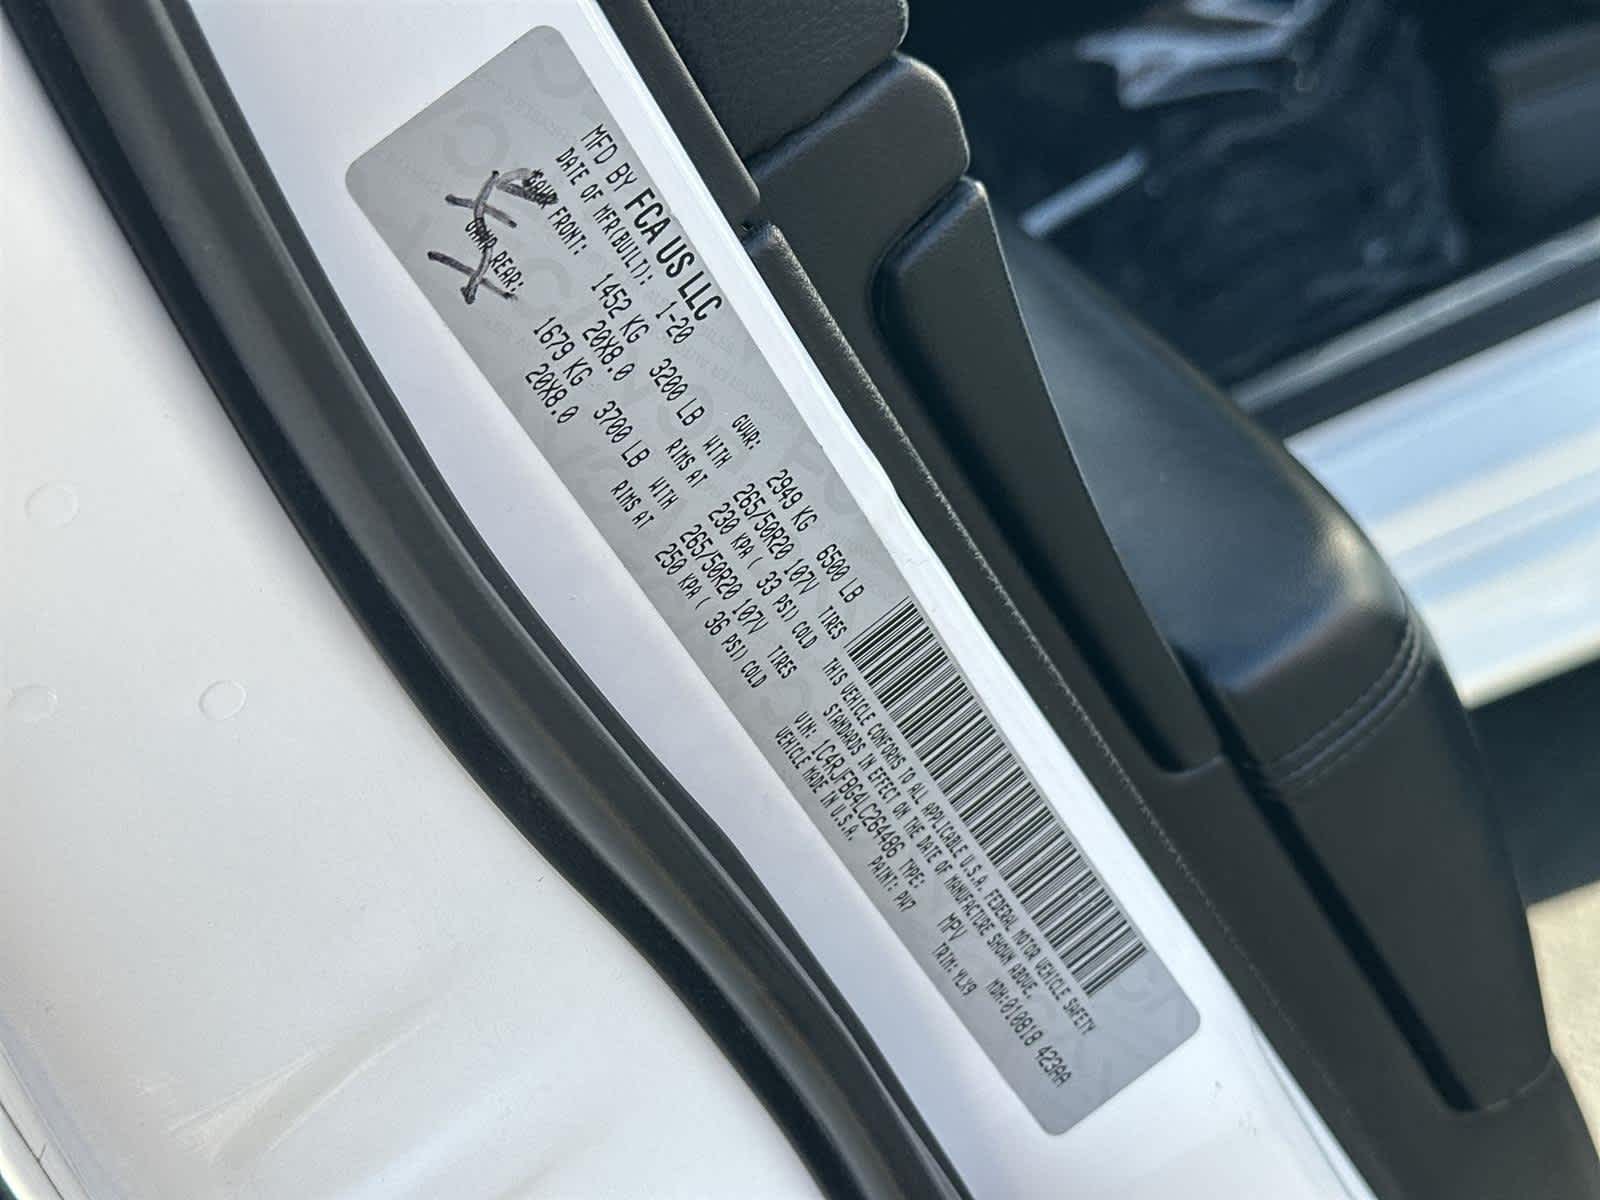 MFD BY FCA US LLC
DATE OF MFR(BUILT): 1-20 GVWR: 2949 KG 6500 LB
GAWR FRONT: 1452 KG 3200 LB WITH 265/50R20 107V TIRES
20X8.0 RIMS AT 230 KPA ( 33 PSI) COLD
GAWR REAR: 1679 KG 3700 LB WITH 265/50R20 107V TIRES
20X8.0 RIMS AT 250 KPA ( 36 PSI) COLD
THIS VEHICLE CONFORMS TO ALL APPLICABLE U.S.A. FEDERAL MOTOR VEHICLE SAFETY
STANDARDS IN EFFECT ON THE DATE OF MANUFACTURE SHOWN ABOVE.
VIN: 1C4RJFBG4LC264486 TYPE: MPV MDH:010818 423AA
VEHICLE MADE IN U.S.A. PAINT: PW7 TRIM: YLX9